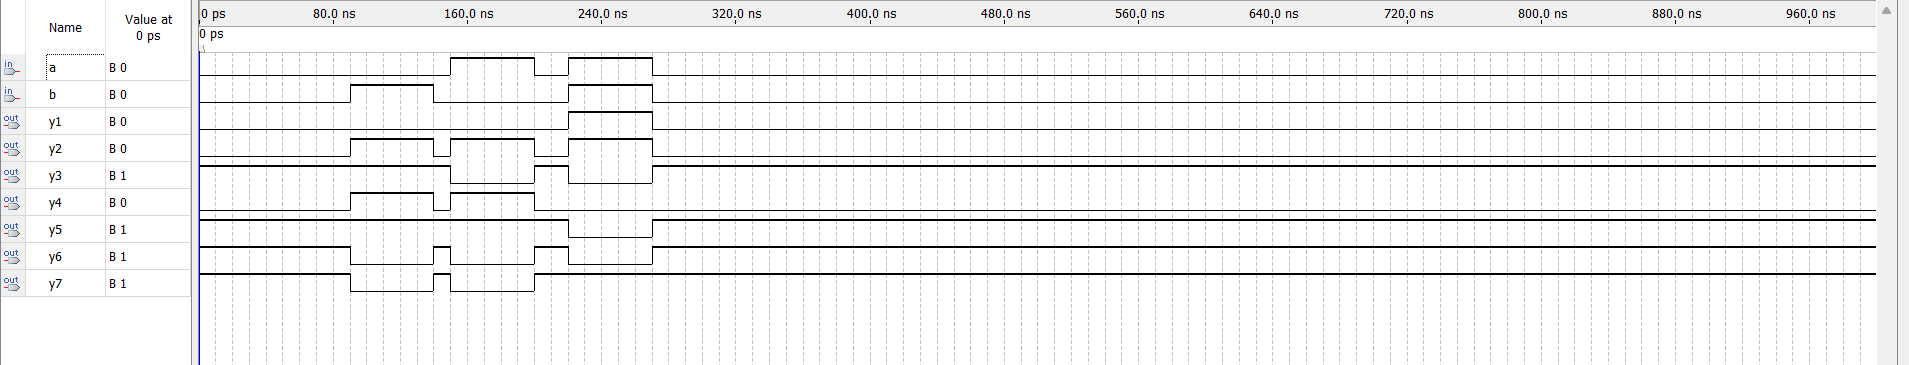 Name
Value at
0 ps
0 ps 80.0 ns 160.0 ns 240.0 ns 320.0 ns 400.0 ns 480.0 ns 560.0 ns 640.0 ns 720.0 ns 800.0 ns 880.0 ns 960.0 ns
0 ps
in a B 0
in b B 0
out y1 B 0
out y2 B 0
out y3 B 1
out y4 B 0
out y5 B 1
out y6 B 1
out y7 B 1